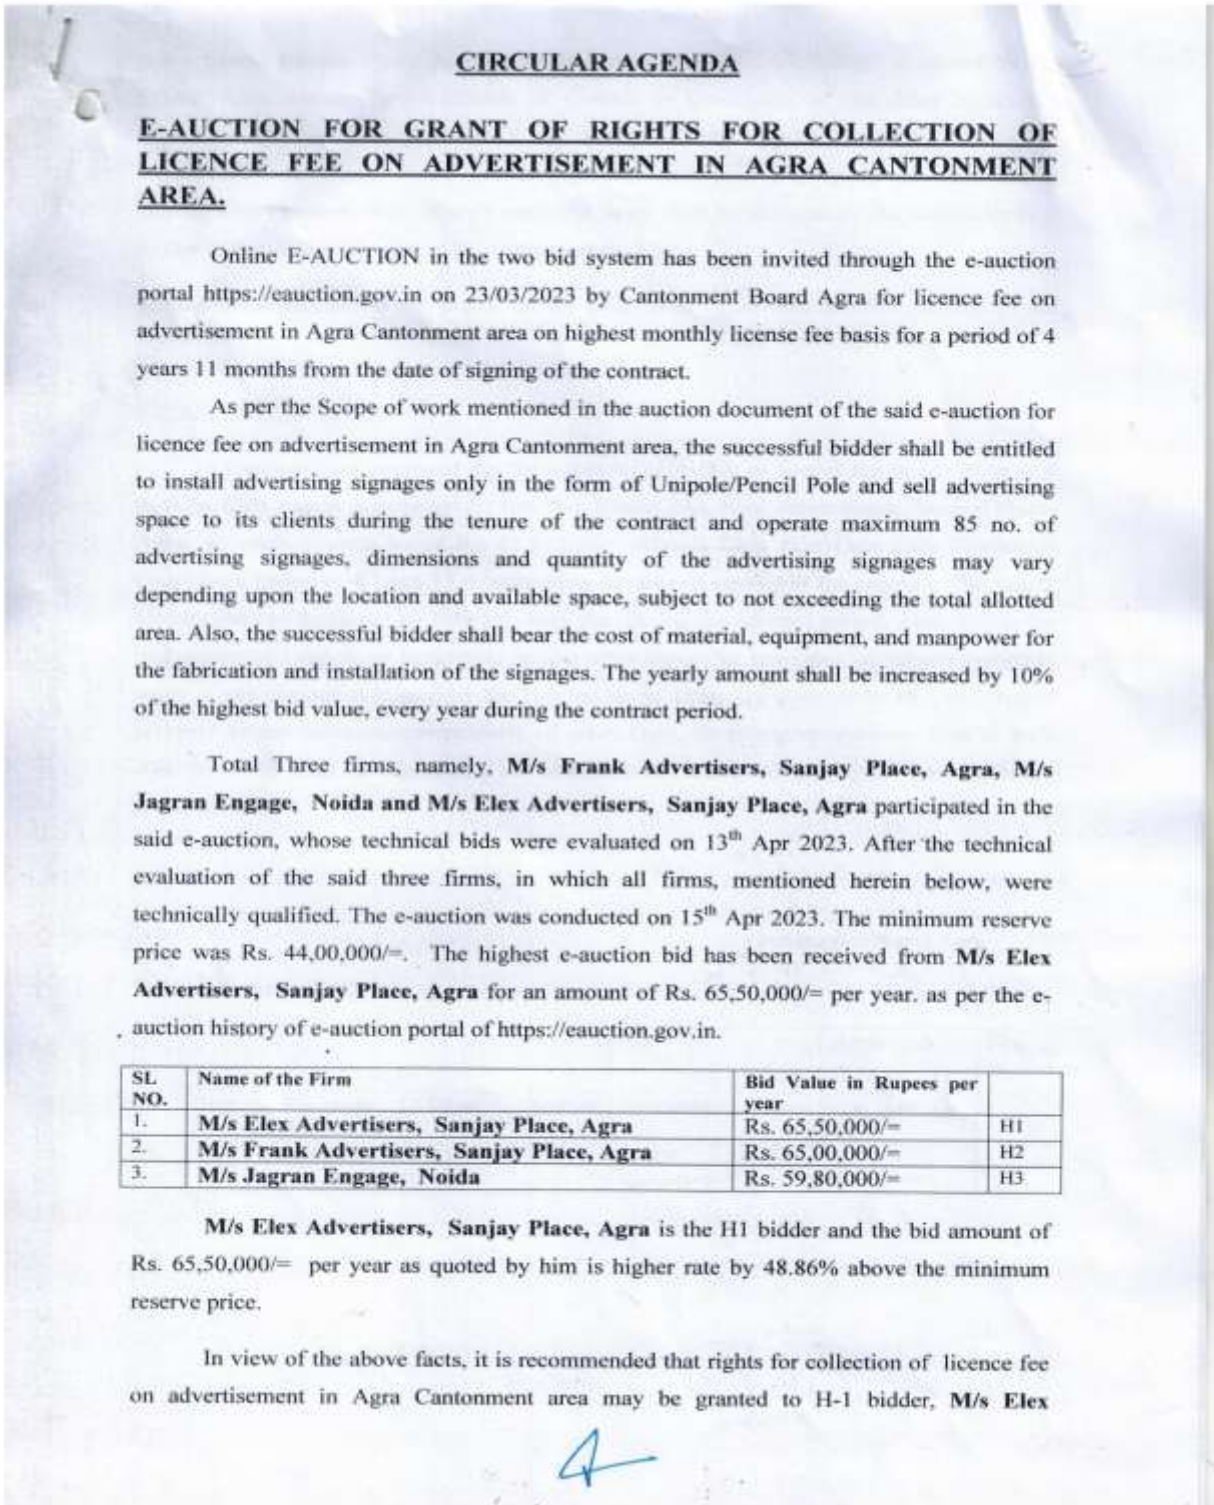 CIRCULAR AGENDA
E-AUCTION FOR GRANT OF RIGHTS FOR COLLECTION OF
LICENCE FEE ON ADVERTISEMENT IN AGRA CANTONMENT
AREA.
Online E-AUCTION in the two bid system has been invited through the e-auction
portal https://eauction.gov.in on 23/03/2023 by Cantonment Board Agra for licence fee on
advertisement in Agra Cantonment area on highest monthly license fee basis for a period of 4
years 11 months from the date of signing of the contract.
As per the Scope of work mentioned in the auction document of the said e-auction for
licence fee on advertisement in Agra Cantonment area, the successful bidder shall be entitled
to install advertising signages only in the form of Unipole/Pencil Pole and sell advertising
space to its clients during the tenure of the contract and operate maximum 85 no. of
advertising signages, dimensions and quantity of the advertising signages may vary
depending upon the location and available space, subject to not exceeding the total allotted
area. Also, the successful bidder shall bear the cost of material, equipment, and manpower for
the fabrication and installation of the signages. The yearly amount shall be increased by 10%
of the highest bid value, every year during the contract period.
Total Three firms, namely, M/s Frank Advertisers, Sanjay Place, Agra, M/s
Jagran Engage, Noida and M/s Elex Advertisers, Sanjay Place, Agra participated in the
said e-auction, whose technical bids were evaluated on 13th Apr 2023. After the technical
evaluation of the said three firms, in which all firms, mentioned herein below, were
technically qualified. The e-auction was conducted on 15th Apr 2023. The minimum reserve
price was Rs. 44,00,000/=. The highest e-auction bid has been received from M/s Elex
Advertisers, Sanjay Place, Agra for an amount of Rs. 65,50,000/= per year. as per the e-
auction history of e-auction portal of https://eauction.gov.in.
SL Name of the Firm Bid Value in Rupees per
NO. year
1. M/s Elex Advertisers, Sanjay Place, Agra Rs. 65,50,000/= H1
2. M/s Frank Advertisers, Sanjay Place, Agra Rs. 65,00,000/= H2
3. M/s Jagran Engage, Noida Rs. 59,80,000/= H3
M/s Elex Advertisers, Sanjay Place, Agra is the H1 bidder and the bid amount of
Rs. 65,50,000/= per year as quoted by him is higher rate by 48.86% above the minimum
reserve price.
In view of the above facts, it is recommended that rights for collection of licence fee
on advertisement in Agra Cantonment area may be granted to H-1 bidder, M/s Elex